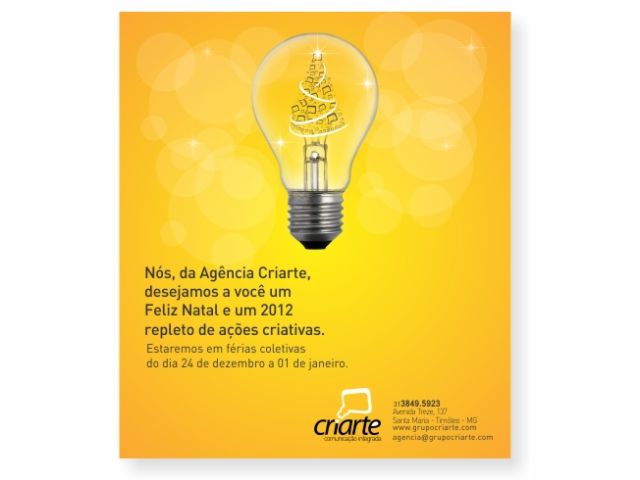 Nós, da Agência Criarte,
desejamos a você um
Feliz Natal e um 2012
repleto de ações criativas.
Estaremos em férias coletivas
do dia 24 de dezembro a 01 de janeiro.
criarte
comunicação integrada
31 3849.5923
Avenida Treze, 137
Santa Maria - Timóteo - MG
www.grupocriarte.com
agencia@grupocriarte.com